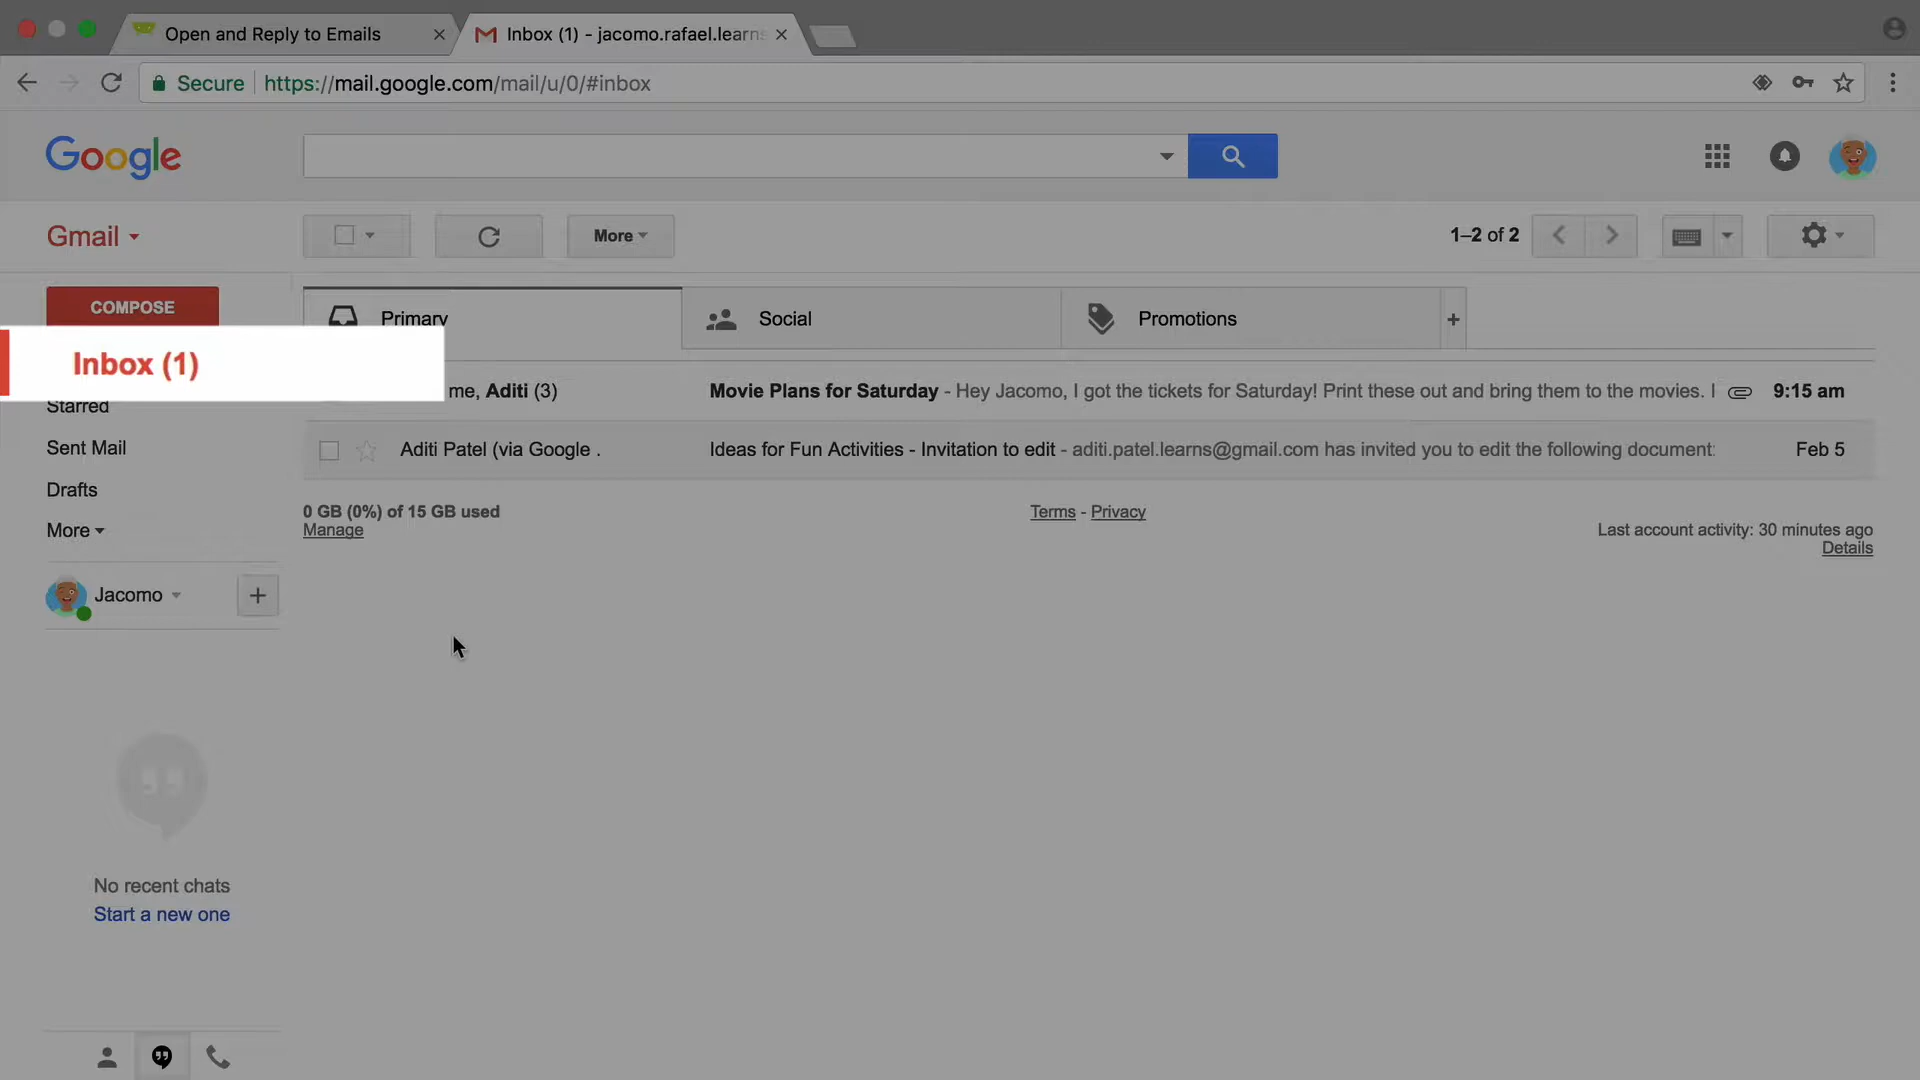 Open and Reply to Emails
Inbox (1) - jacomo.rafael.learns
Secure
https://mail.google.com/mail/u/0/#inbox
Google
Gmail
More
1–2 of 2
COMPOSE
Primary
Social
Promotions
+
Inbox (1)
me, Aditi (3)
Movie Plans for Saturday - Hey Jacomo, I got the tickets for Saturday! Print these out and bring them to the movies. I
9:15 am
Starred
Sent Mail
Aditi Patel (via Google .
Ideas for Fun Activities - Invitation to edit - aditi.patel.learns@gmail.com has invited you to edit the following document:
Feb 5
Drafts
More
0 GB (0%) of 15 GB used
Manage
Terms - Privacy
Last account activity: 30 minutes ago
Details
Jacomo
+
No recent chats
Start a new one